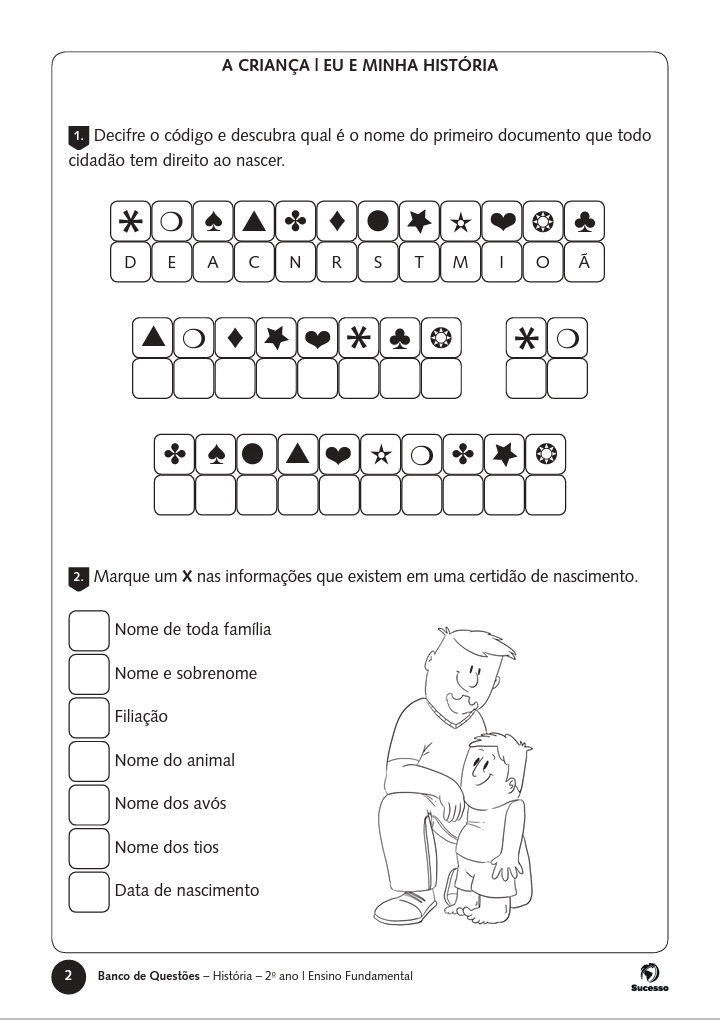 A CRIANÇA | EU E MINHA HISTÓRIA
1. Decifre o código e descubra qual é o nome do primeiro documento que todo
cidadão tem direito ao nascer.
D E A C N R S T M I O Ã
2. Marque um X nas informações que existem em uma certidão de nascimento.
Nome de toda família
Nome e sobrenome
Filiação
Nome do animal
Nome dos avós
Nome dos tios
Data de nascimento
2 Banco de Questões – História – 2º ano | Ensino Fundamental
Sucesso